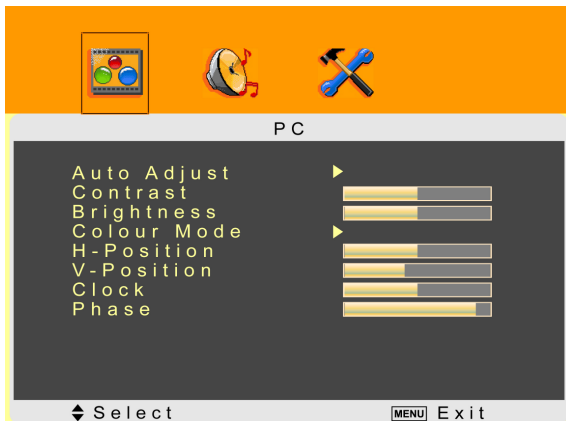 PC
Auto Adjust
Contrast
Brightness
Colour Mode
H-Position
V-Position
Clock
Phase
Select MENU Exit